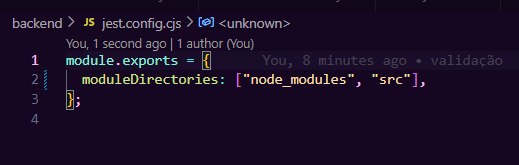 backend > JS jest.config.cjs > <unknown>
You, 1 second ago | 1 author (You)
1 module.exports = { You, 8 minutes ago • validação
2 moduleDirectories: ["node_modules", "src"],
3 };
4